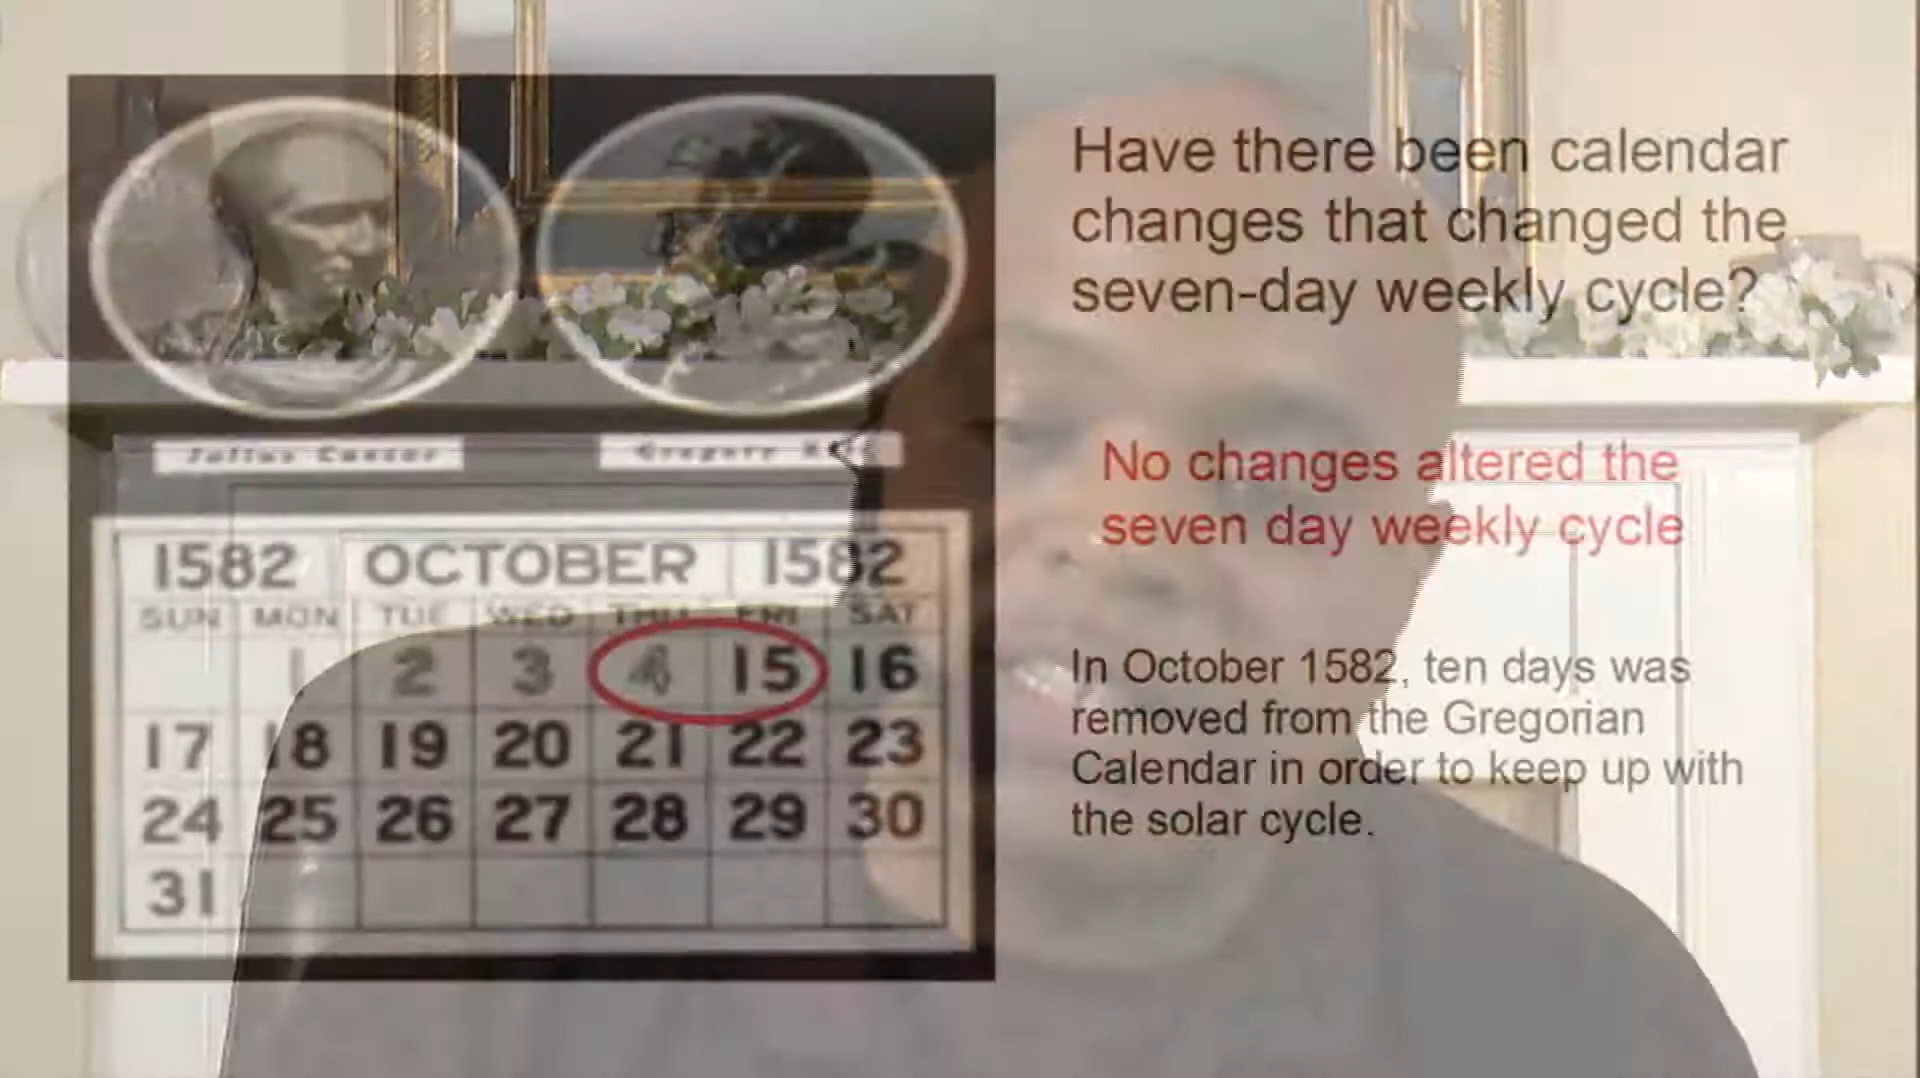 Have there been calendar
changes that changed the
seven-day weekly cycle?
No changes altered the
seven day weekly cycle
In October 1582, ten days was
removed from the Gregorian
Calendar in order to keep up with
the solar cycle.
Julius Caesar
Gregory
1582 OCTOBER 1582
SUN MON TUE WED THU FRI SAT
1 2 3 4 15 16
17 18 19 20 21 22 23
24 25 26 27 28 29 30
31